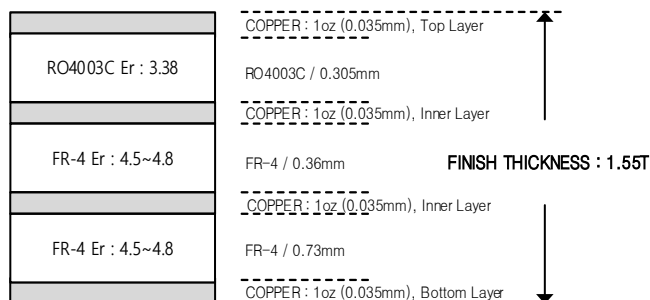 COPPER : 1oz (0.035mm), Top Layer
RO4003C Er : 3.38
RO4003C / 0.305mm
COPPER : 1oz (0.035mm), Inner Layer
FR-4 Er : 4.5~4.8
FR-4 / 0.36mm
FINISH THICKNESS : 1.55T
COPPER : 1oz (0.035mm), Inner Layer
FR-4 Er : 4.5~4.8
FR-4 / 0.73mm
COPPER : 1oz (0.035mm), Bottom Layer